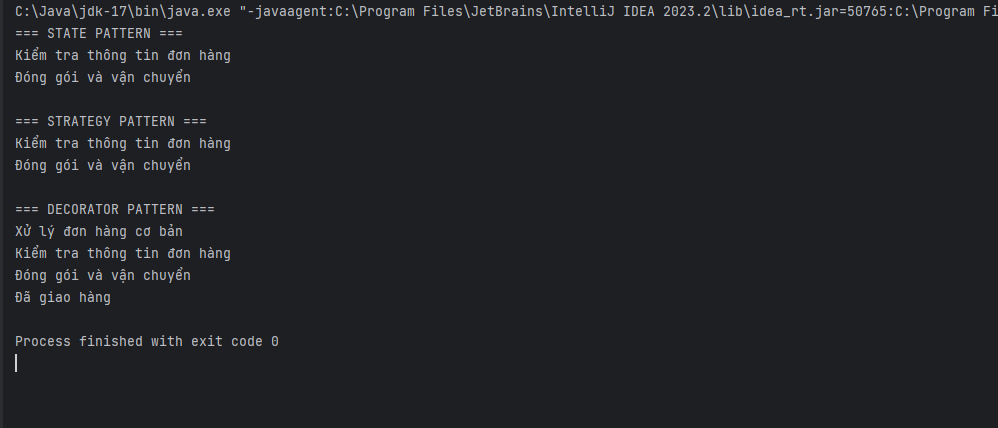 C:\Java\jdk-17\bin\java.exe "-javaagent:C:\Program Files\JetBrains\IntelliJ IDEA 2023.2\lib\idea_rt.jar=50765:C:\Program Fi
=== STATE PATTERN ===
Kiểm tra thông tin đơn hàng
Đóng gói và vận chuyển
=== STRATEGY PATTERN ===
Kiểm tra thông tin đơn hàng
Đóng gói và vận chuyển
=== DECORATOR PATTERN ===
Xử lý đơn hàng cơ bản
Kiểm tra thông tin đơn hàng
Đóng gói và vận chuyển
Đã giao hàng
Process finished with exit code 0